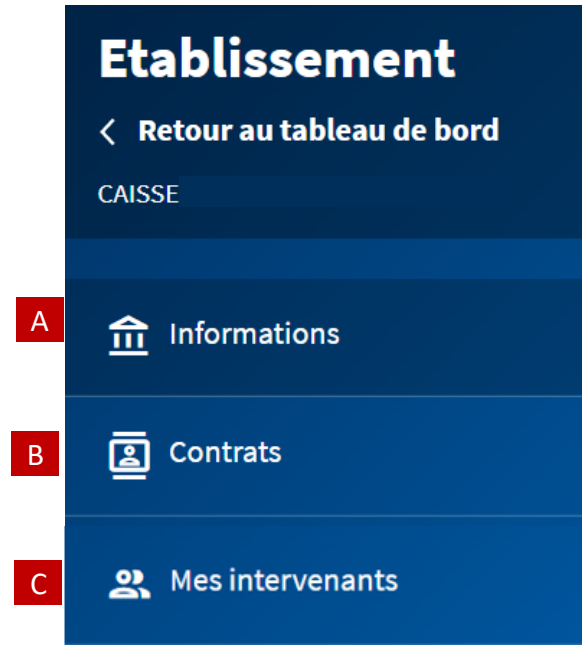 Etablissement
Retour au tableau de bord
CAISSE
A Informations
B Contrats
C Mes intervenants